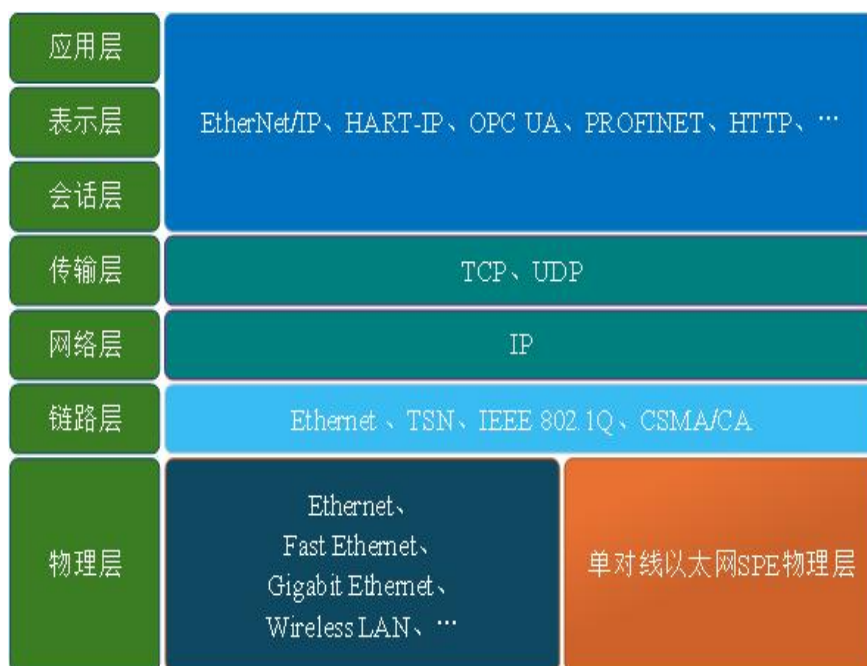 应用层
表示层
EtherNet/IP、HART-IP、OPC UA、PROFINET、HTTP、…
会话层
传输层
TCP、UDP
网络层
IP
链路层
Ethernet 、TSN、IEEE 802.1Q、CSMA/CA
物理层
Ethernet、
Fast Ethernet、
Gigabit Ethernet、
Wireless LAN、…
单对线以太网SPE物理层